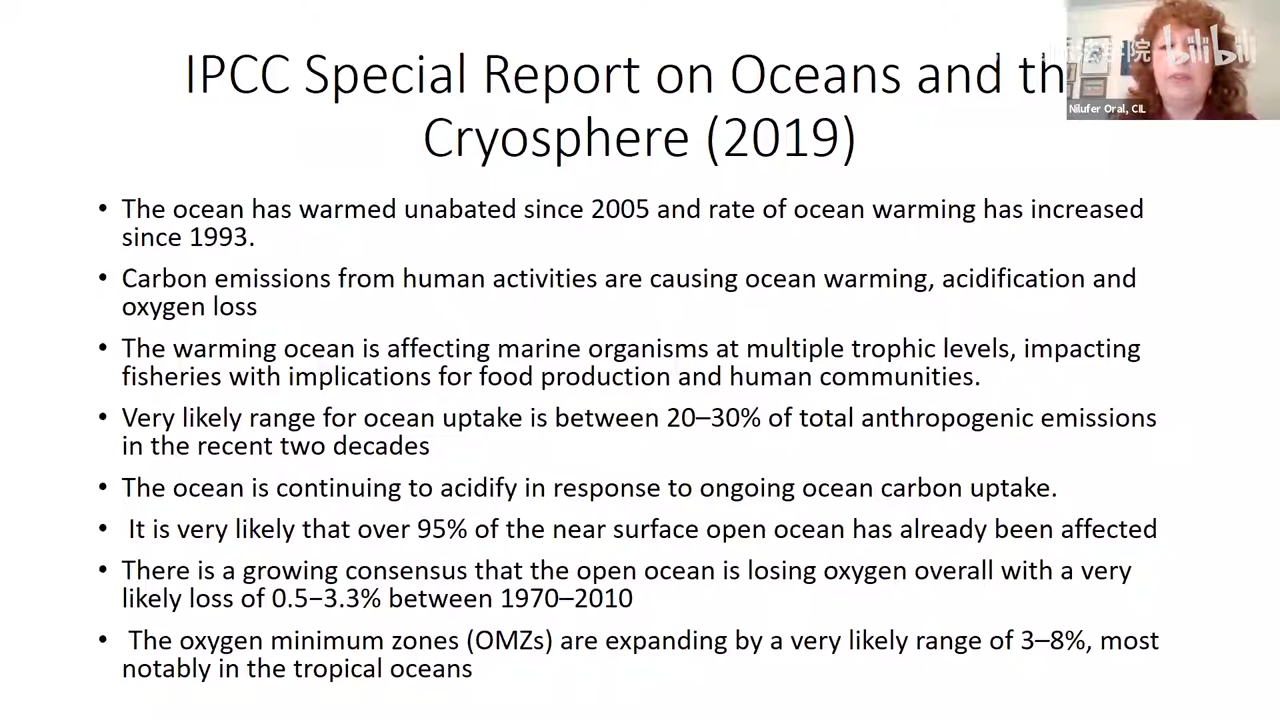 IPCC Special Report on Oceans and th
Cryosphere (2019)
学院 bilibili
Nilufer Oral, CIL
• The ocean has warmed unabated since 2005 and rate of ocean warming has increased
since 1993.
• Carbon emissions from human activities are causing ocean warming, acidification and
oxygen loss
• The warming ocean is affecting marine organisms at multiple trophic levels, impacting
fisheries with implications for food production and human communities.
• Very likely range for ocean uptake is between 20–30% of total anthropogenic emissions
in the recent two decades
• The ocean is continuing to acidify in response to ongoing ocean carbon uptake.
• It is very likely that over 95% of the near surface open ocean has already been affected
• There is a growing consensus that the open ocean is losing oxygen overall with a very
likely loss of 0.5–3.3% between 1970–2010
• The oxygen minimum zones (OMZs) are expanding by a very likely range of 3–8%, most
notably in the tropical oceans